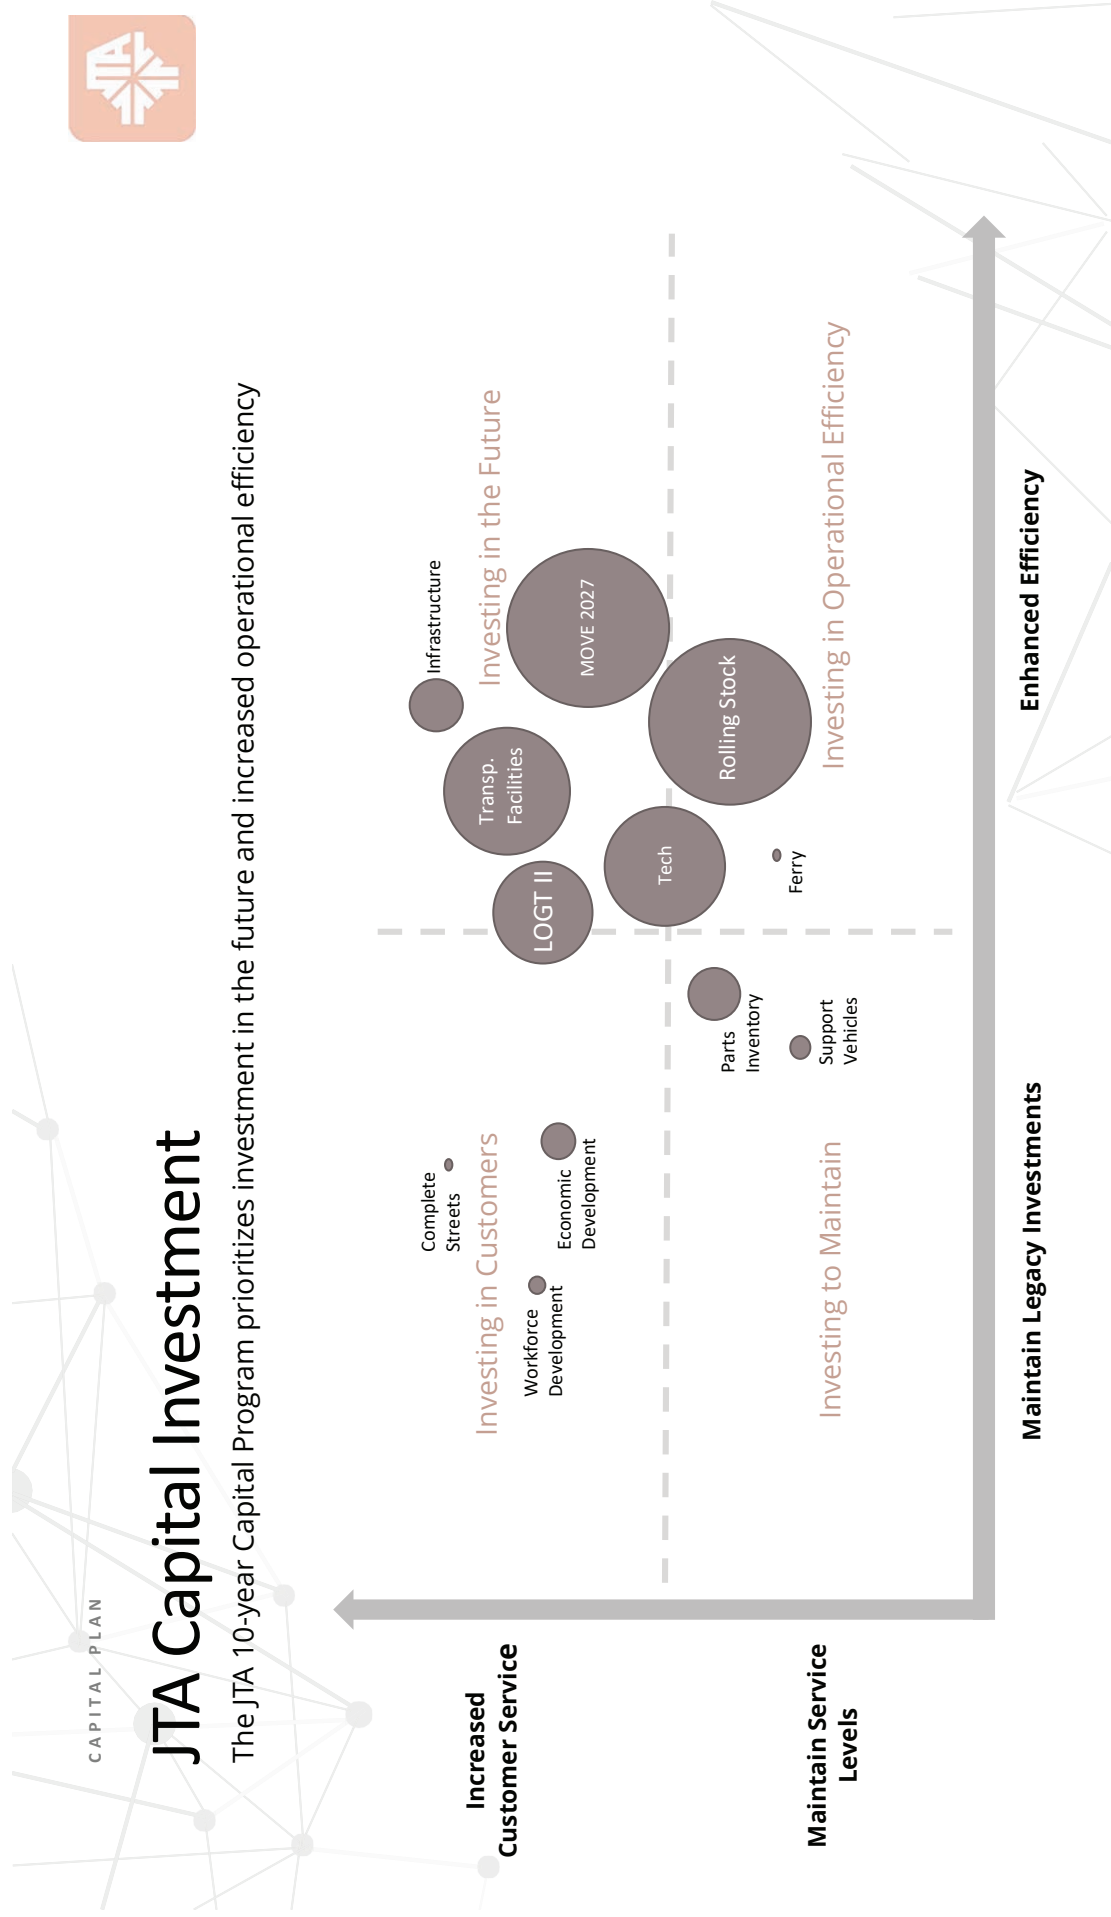 CAPITAL PLAN
JTA Capital Investment
The JTA 10-year Capital Program prioritizes investment in the future and increased operational efficiency
Increased
Customer Service
Maintain Service
Levels
Investing in Customers
Complete
Streets
Workforce
Development
Economic
Development
Investing in the Future
Infrastructure
Transp.
Facilities
LOGT II
MOVE 2027
Tech
Rolling Stock
Ferry
Investing in Operational Efficiency
Parts
Inventory
Support
Vehicles
Investing to Maintain
Maintain Legacy Investments
Enhanced Efficiency